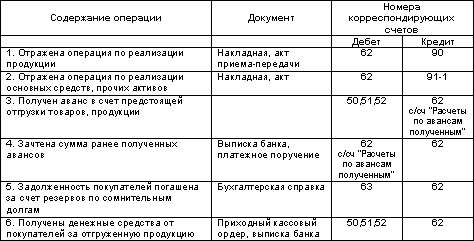 Содержание операции
Документ
Номера
корреспондирующих
счетов
Дебет
Кредит
1. Отражена операция по реализации
продукции
Накладная, акт
приема-передачи
62
90
2. Отражена операция по реализации
основных средств, прочих активов
Накладная, акт
62
91-1
3. Получен аванс в счет предстоящей
отгрузки товаров, продукции
50,51,52
62
с/сч "Расчеты
по авансам
полученным"
4. Зачтена сумма ранее полученных
авансов
Выписка банка,
платежное поручение
62
с/сч "Расчеты
по авансам
полученным"
62
5. Задолженность покупателей погашена
за счет резервов по сомнительным
долгам
Бухгалтерская справка
63
62
6. Получены денежные средства от
покупателей за отгруженную продукцию
Приходный кассовый
ордер, выписка банка
50,51,52
62